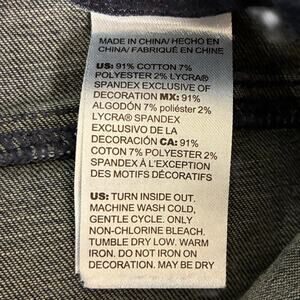 MADE IN CHINA/ HECHO EN
CHINA/ FABRIQUÉ EN CHINE
US: 91% COTTON 7%
POLYESTER 2% LYCRA®
SPANDEX EXCLUSIVE OF
DECORATION MX: 91%
ALGODÓN 7% poliéster 2%
LYCRA® SPANDEX
EXCLUSIVO DE LA
DECORACIÓN CA: 91%
COTON 7% POLYESTER 2%
SPANDEX À L'EXCEPTION
DES MOTIFS DÉCORATIFS
US: TURN INSIDE OUT.
MACHINE WASH COLD,
GENTLE CYCLE. ONLY
NON-CHLORINE BLEACH.
TUMBLE DRY LOW. WARM
IRON. DO NOT IRON ON
DECORATION. MAY BE DRY